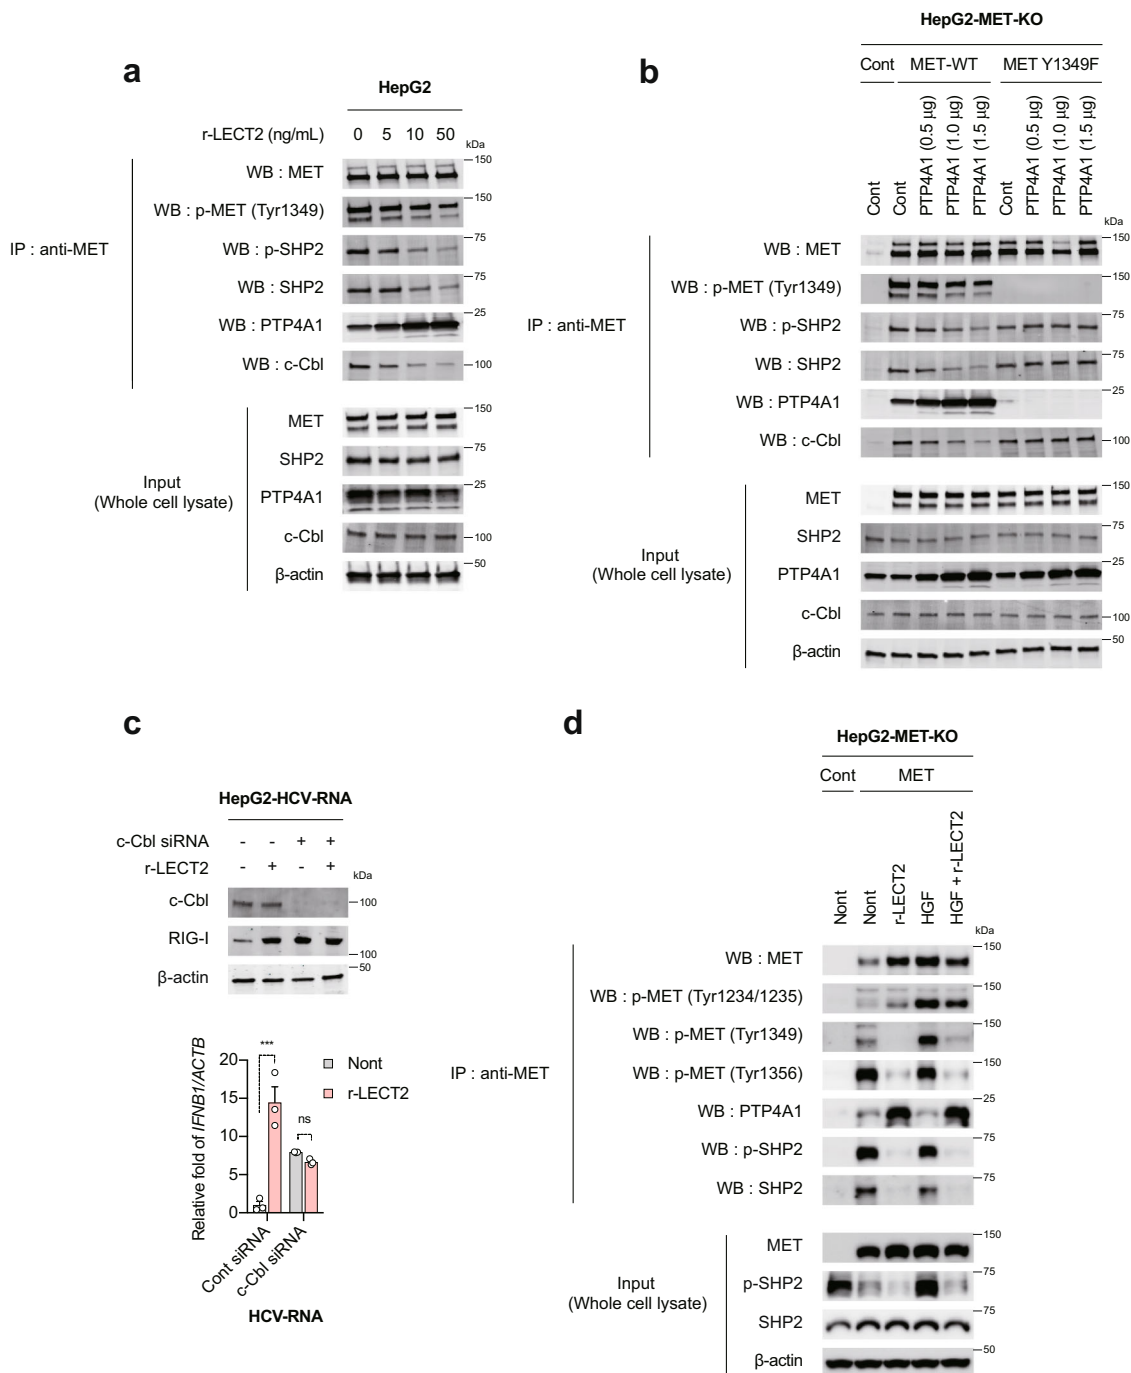 a
HepG2
r-LECT2 (ng/mL) 0 5 10 50
kDa
IP : anti-MET
WB : MET
150
WB : p-MET (Tyr1349)
150
WB : p-SHP2
75
WB : SHP2
75
WB : PTP4A1
25
WB : c-Cbl
100
Input
(Whole cell lysate)
MET
150
SHP2
75
PTP4A1
25
c-Cbl
100
β-actin
50
b
HepG2-MET-KO
Cont MET-WT MET Y1349F
Cont
Cont
PTP4A1 (0.5 µg)
PTP4A1 (1.0 µg)
PTP4A1 (1.5 µg)
Cont
PTP4A1 (0.5 µg)
PTP4A1 (1.0 µg)
PTP4A1 (1.5 µg)
kDa
IP : anti-MET
WB : MET
150
WB : p-MET (Tyr1349)
150
WB : p-SHP2
75
WB : SHP2
75
WB : PTP4A1
25
WB : c-Cbl
100
Input
(Whole cell lysate)
MET
150
SHP2
75
PTP4A1
25
c-Cbl
100
β-actin
50
c
HepG2-HCV-RNA
c-Cbl siRNA - - + +
r-LECT2 - + - +
kDa
c-Cbl
100
RIG-I
100
β-actin
50
Relative fold of IFNB1/ACTB
20
15
10
5
0
***
ns
Nont
r-LECT2
Cont siRNA
c-Cbl siRNA
HCV-RNA
d
HepG2-MET-KO
Cont MET
Nont
Nont
r-LECT2
HGF
HGF + r-LECT2
kDa
IP : anti-MET
WB : MET
150
WB : p-MET (Tyr1234/1235)
150
WB : p-MET (Tyr1349)
150
WB : p-MET (Tyr1356)
150
WB : PTP4A1
25
WB : p-SHP2
75
WB : SHP2
75
Input
(Whole cell lysate)
MET
150
p-SHP2
75
SHP2
75
β-actin
50